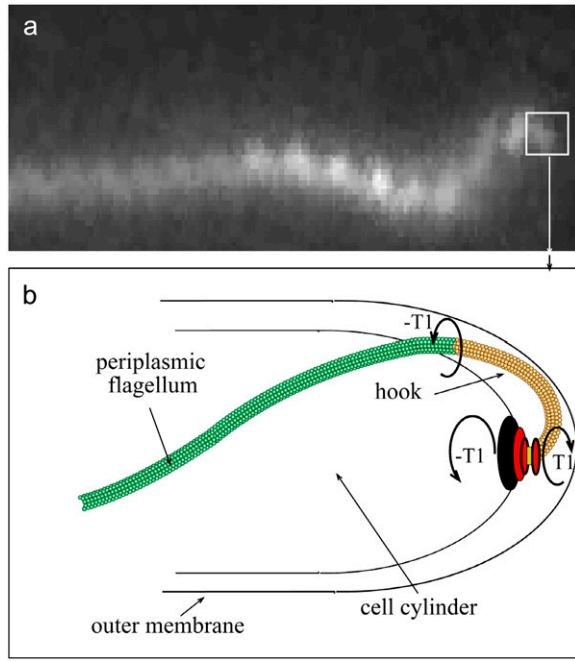 a
b
-T1
periplasmic
flagellum
hook
-T1
T1
cell cylinder
outer membrane